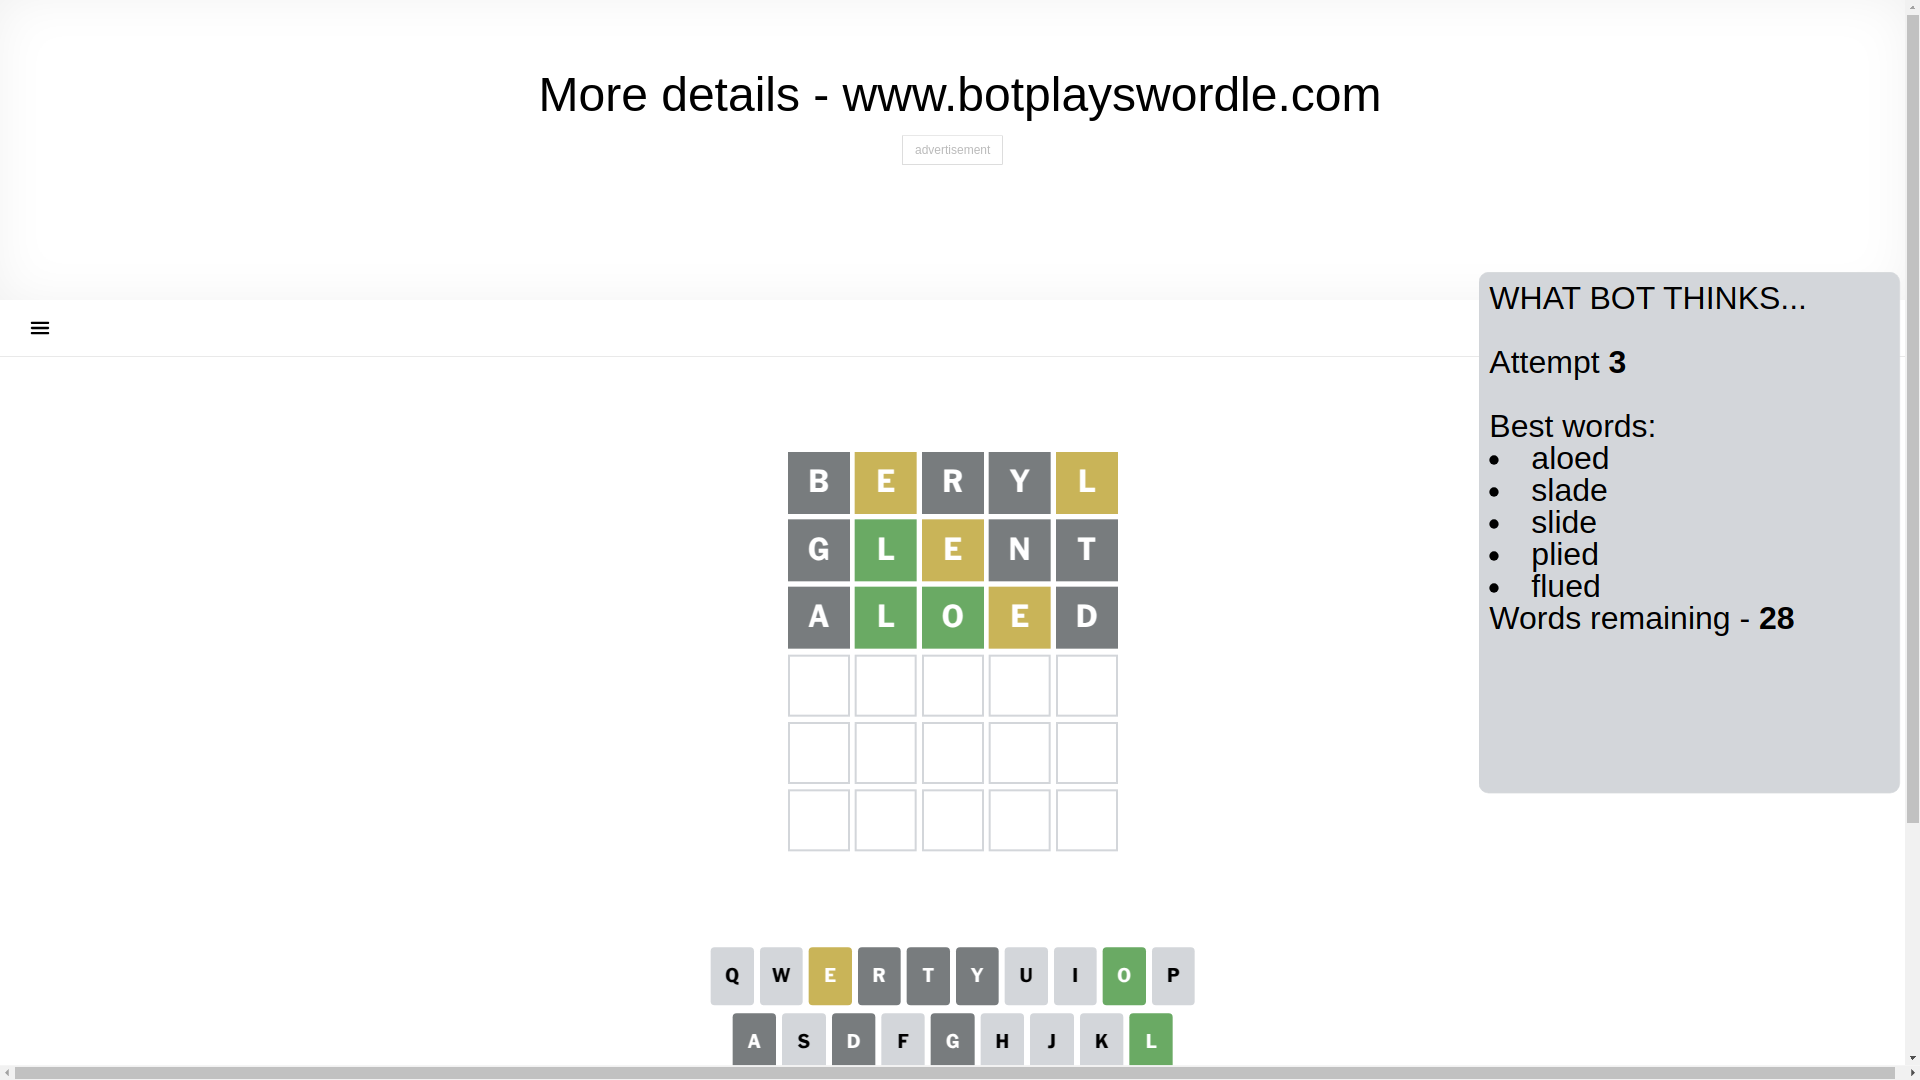 More details - www.botplayswordle.com
advertisement
WHAT BOT THINKS...
Attempt 3
Best words:
• aloed
• slade
• slide
• plied
• flued
Words remaining - 28
B E R Y L
G L E N T
A L O E D
Q W E R T Y U I O P
A S D F G H J K L